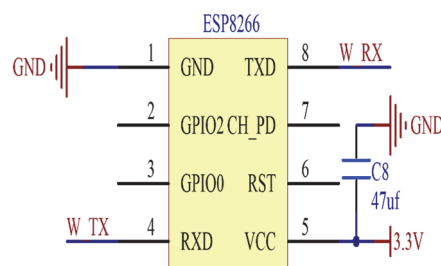 ESP8266
GND 1 GND TXD 8 W_RX
2 GPIO2 CH_PD 7 GND
3 GPIO0 RST 6 C8
47uf
W_TX 4 RXD VCC 5 3.3V